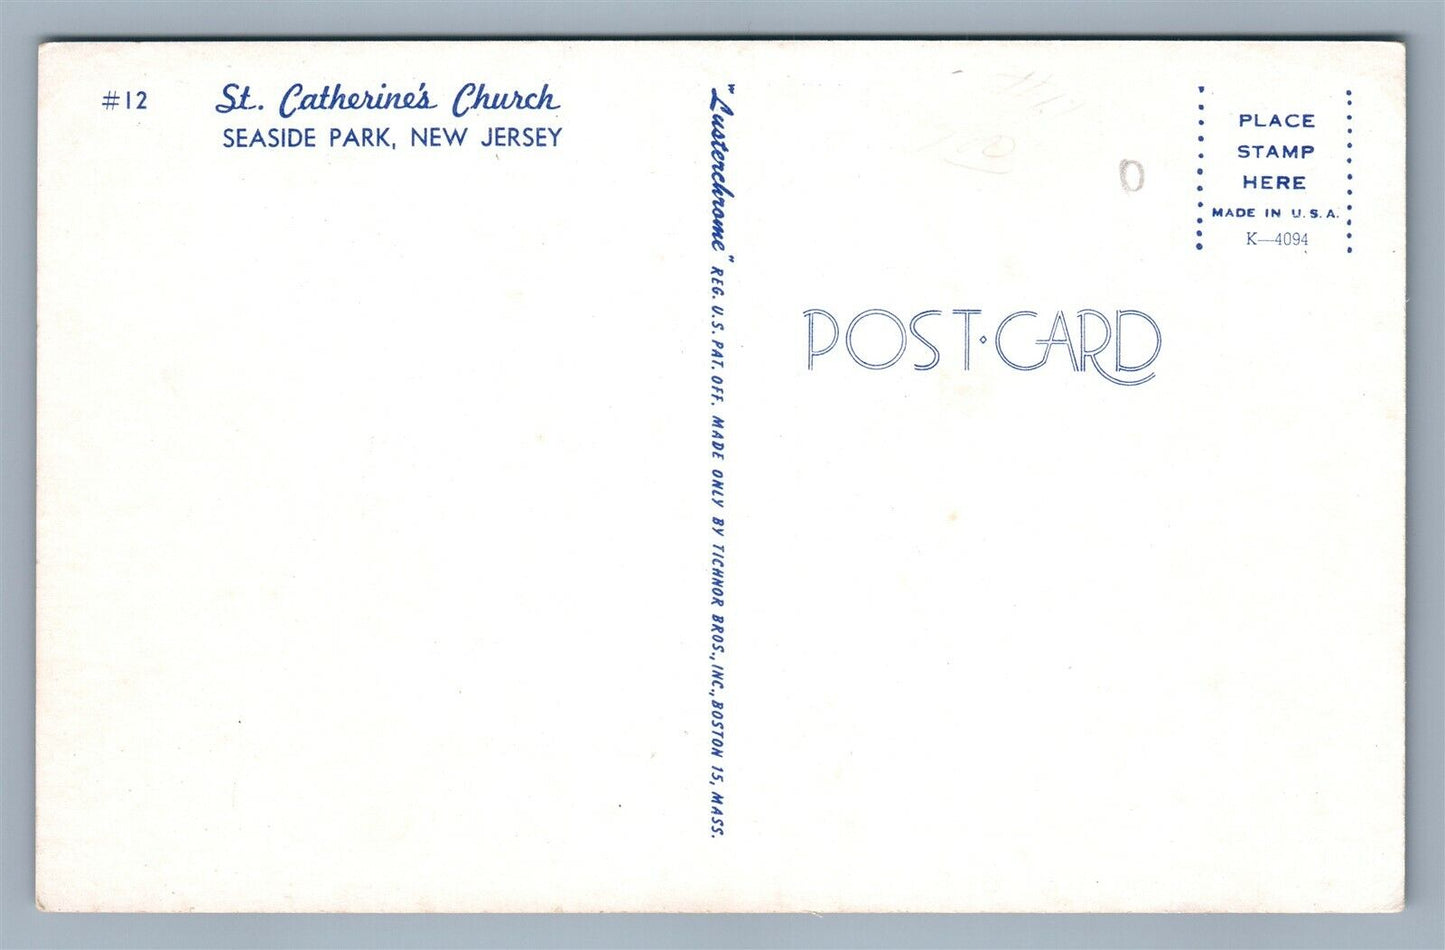 #12 St. Catherine's Church
SEASIDE PARK, NEW JERSEY
"Lusterchrome" REG. U.S. PAT. OFF. MADE ONLY BY TICHNOR BROS., INC., BOSTON 15, MASS.
O
PLACE
STAMP
HERE
MADE IN U.S.A.
K—4094
POST·CARD